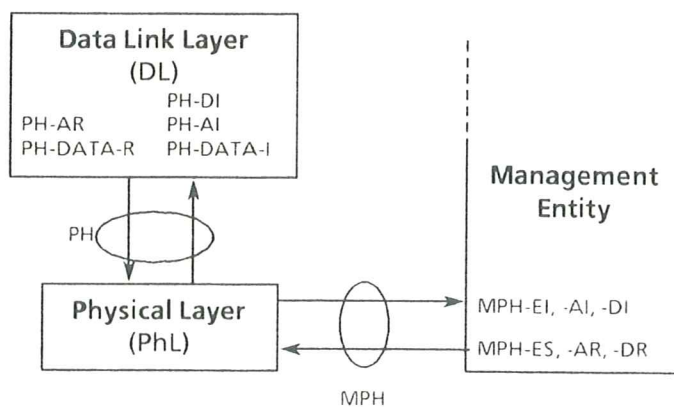 Data Link Layer
(DL)
PH-DI
PH-AR PH-AI
PH-DATA-R PH-DATA-I
Management
Entity
PH
Physical Layer
(PhL)
MPH-EI, -AI, -DI
MPH-ES, -AR, -DR
MPH